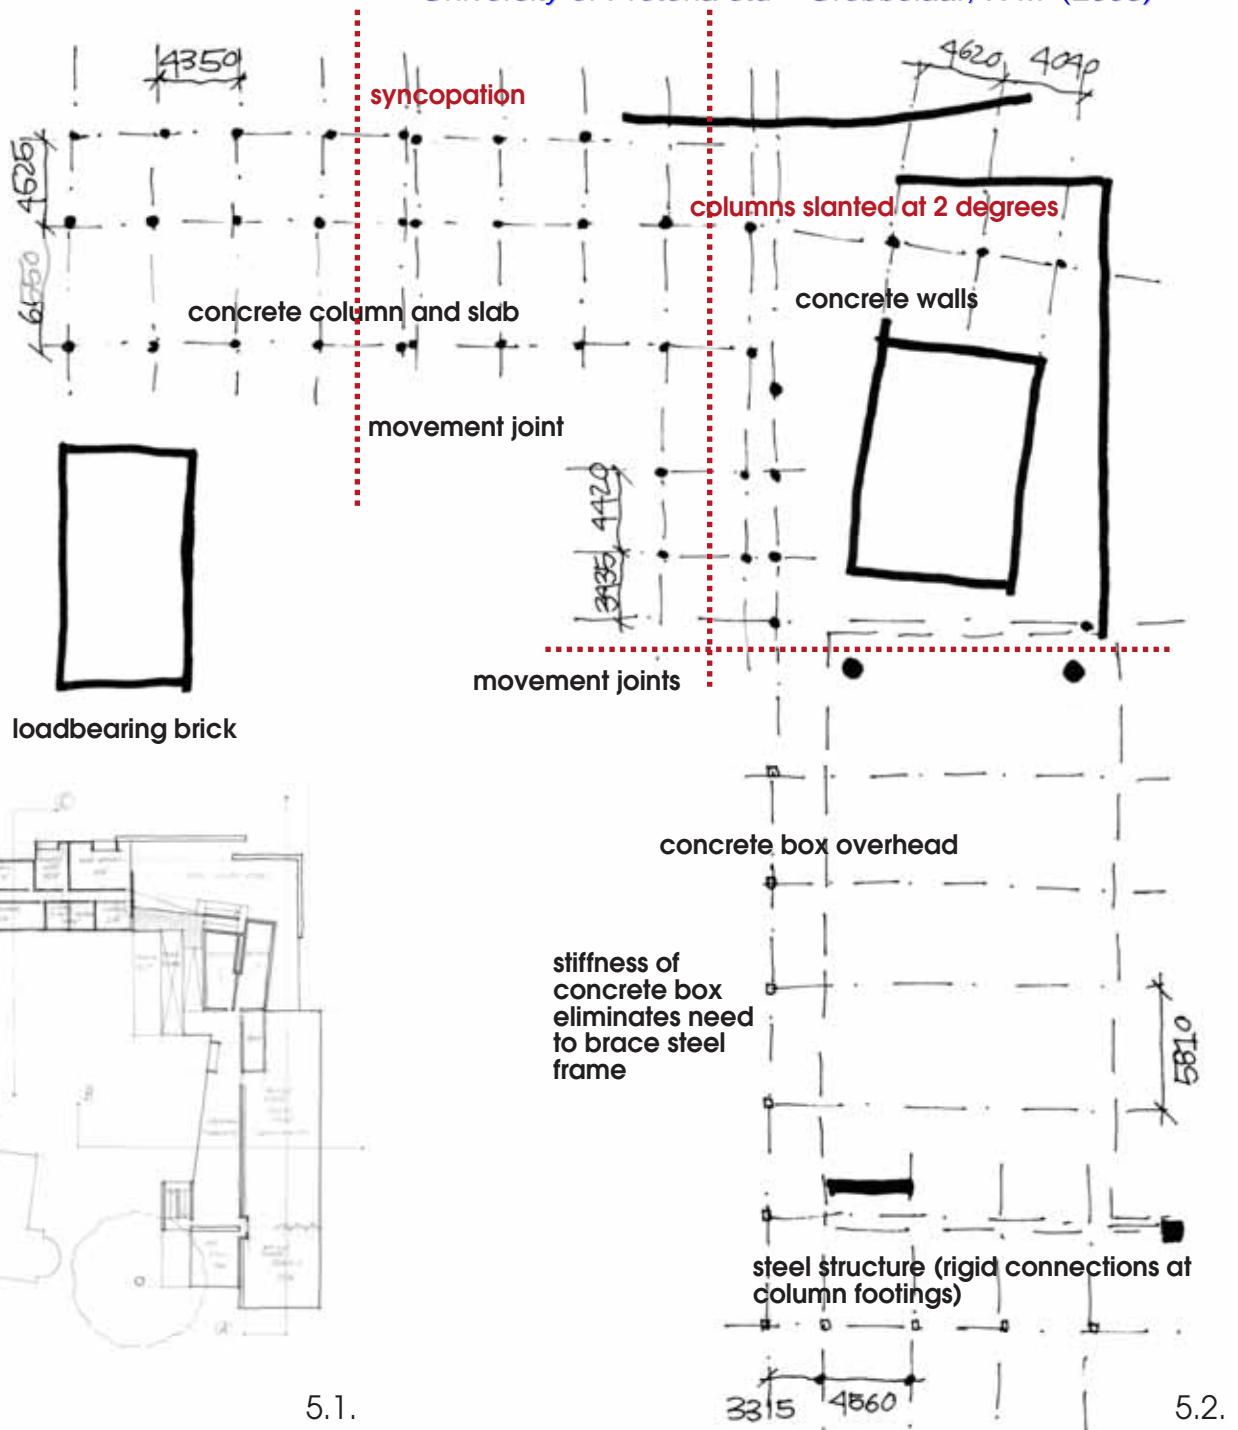 4350
4620
4040
syncopation
4525
6550
columns slanted at 2 degrees
concrete walls
concrete column and slab
movement joint
4420
3935
movement joints
loadbearing brick
concrete box overhead
stiffness of
concrete box
eliminates need
to brace steel
frame
5810
steel structure (rigid connections at
column footings)
3315
4560
5.1.
5.2.